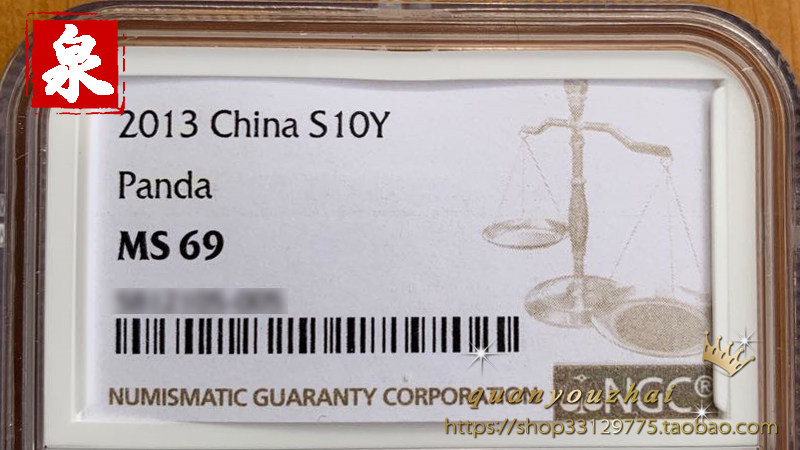 泉
2013 China S10Y
Panda
MS 69
NUMISMATIC GUARANTY CORPORATION
NGC®
quanyouzhai
https://shop33129775.taobao.com